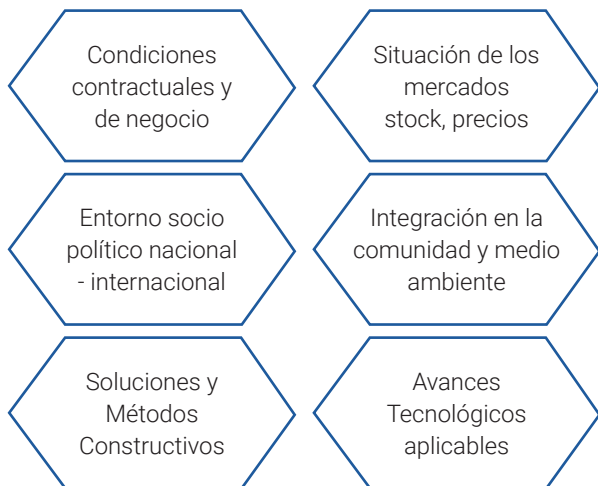 Condiciones
contractuales y
de negocio
Situación de los
mercados
stock, precios
Entorno socio
político nacional
- internacional
Integración en la
comunidad y medio
ambiente
Soluciones y
Métodos
Constructivos
Avances
Tecnológicos
aplicables